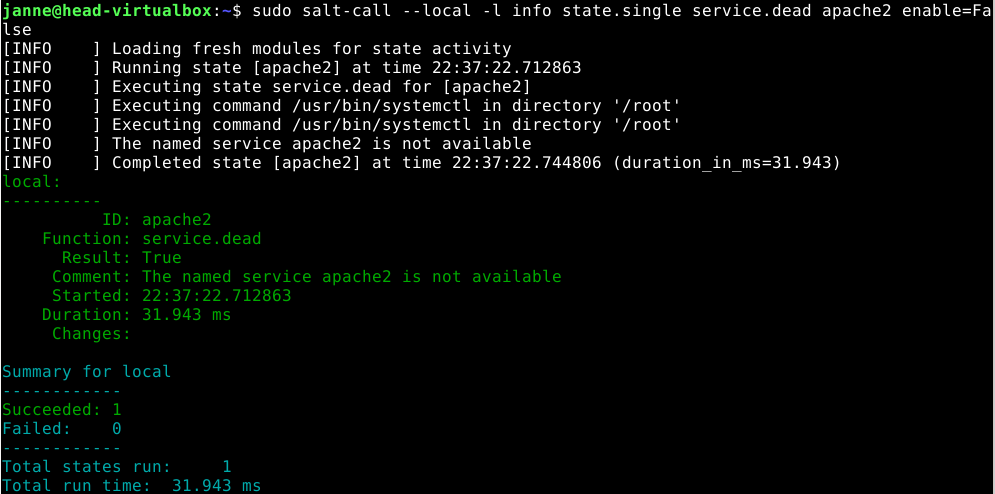 janne@head-virtualbox:~$ sudo salt-call --local -l info state.single service.dead apache2 enable=Fa
lse
[INFO    ] Loading fresh modules for state activity
[INFO    ] Running state [apache2] at time 22:37:22.712863
[INFO    ] Executing state service.dead for [apache2]
[INFO    ] Executing command /usr/bin/systemctl in directory '/root'
[INFO    ] Executing command /usr/bin/systemctl in directory '/root'
[INFO    ] The named service apache2 is not available
[INFO    ] Completed state [apache2] at time 22:37:22.744806 (duration_in_ms=31.943)
local:
----------
          ID: apache2
    Function: service.dead
      Result: True
     Comment: The named service apache2 is not available
     Started: 22:37:22.712863
    Duration: 31.943 ms
     Changes:

Summary for local
------------
Succeeded: 1
Failed:    0
------------
Total states run:     1
Total run time:  31.943 ms